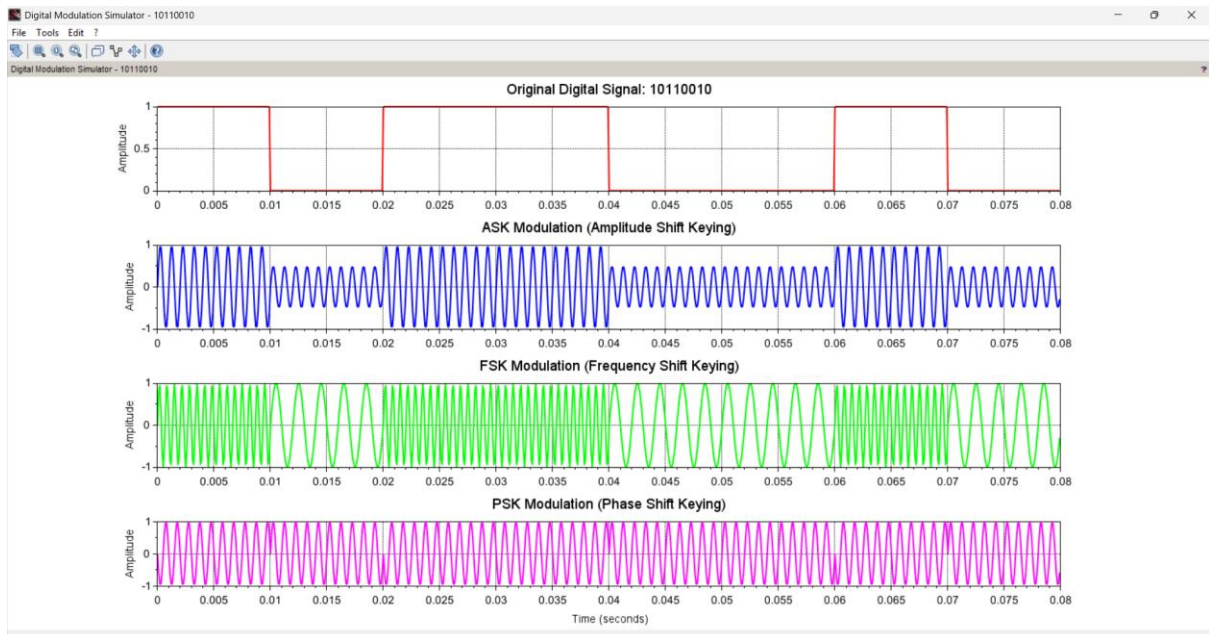 Digital Modulation Simulator - 10110010
File Tools Edit ?
Digital Modulation Simulator - 10110010
?
Original Digital Signal: 10110010
Amplitude
1
0.5
0
0 0.005 0.01 0.015 0.02 0.025 0.03 0.035 0.04 0.045 0.05 0.055 0.06 0.065 0.07 0.075 0.08
ASK Modulation (Amplitude Shift Keying)
Amplitude
1
0
-1
0 0.005 0.01 0.015 0.02 0.025 0.03 0.035 0.04 0.045 0.05 0.055 0.06 0.065 0.07 0.075 0.08
FSK Modulation (Frequency Shift Keying)
Amplitude
1
0
-1
0 0.005 0.01 0.015 0.02 0.025 0.03 0.035 0.04 0.045 0.05 0.055 0.06 0.065 0.07 0.075 0.08
PSK Modulation (Phase Shift Keying)
Amplitude
1
0
-1
0 0.005 0.01 0.015 0.02 0.025 0.03 0.035 0.04 0.045 0.05 0.055 0.06 0.065 0.07 0.075 0.08
Time (seconds)